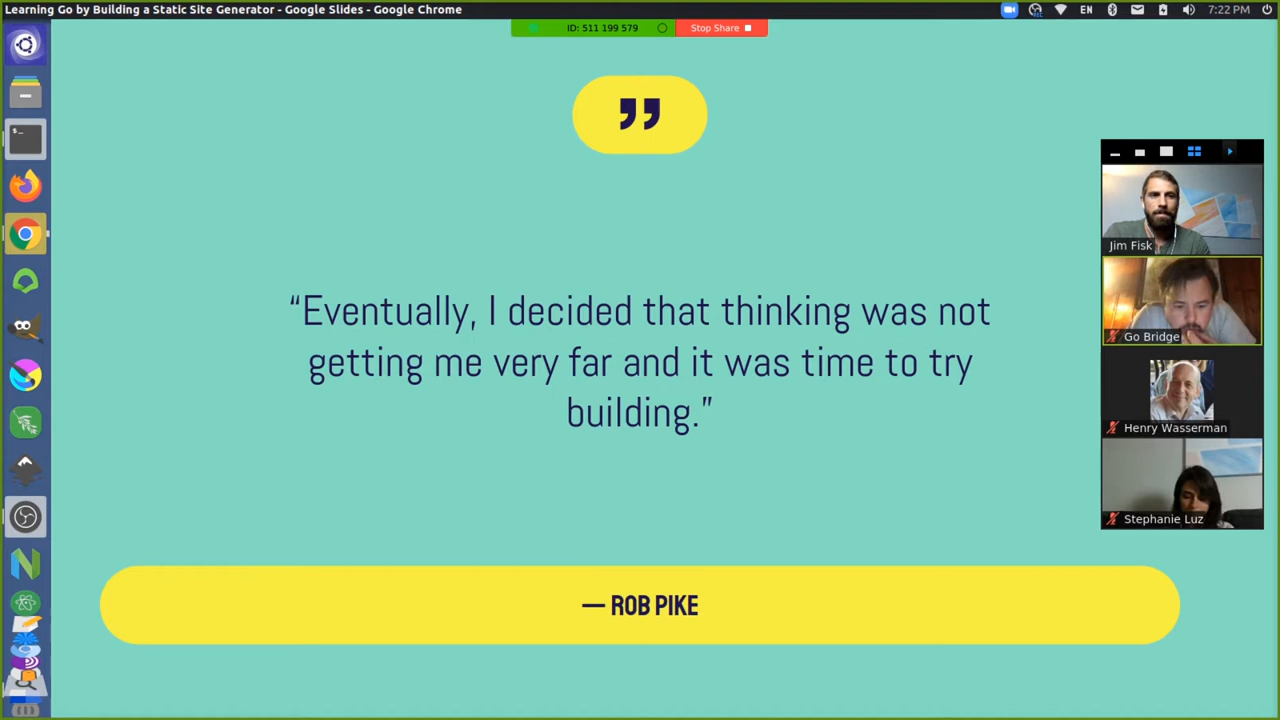 Learning Go by Building a Static Site Generator - Google Slides - Google Chrome
EN
7:22 PM
ID: 511 199 579
Stop Share
”
“Eventually, I decided that thinking was not
getting me very far and it was time to try
building.”
— ROB PIKE
Jim Fisk
Go Bridge
Henry Wasserman
Stephanie Luz